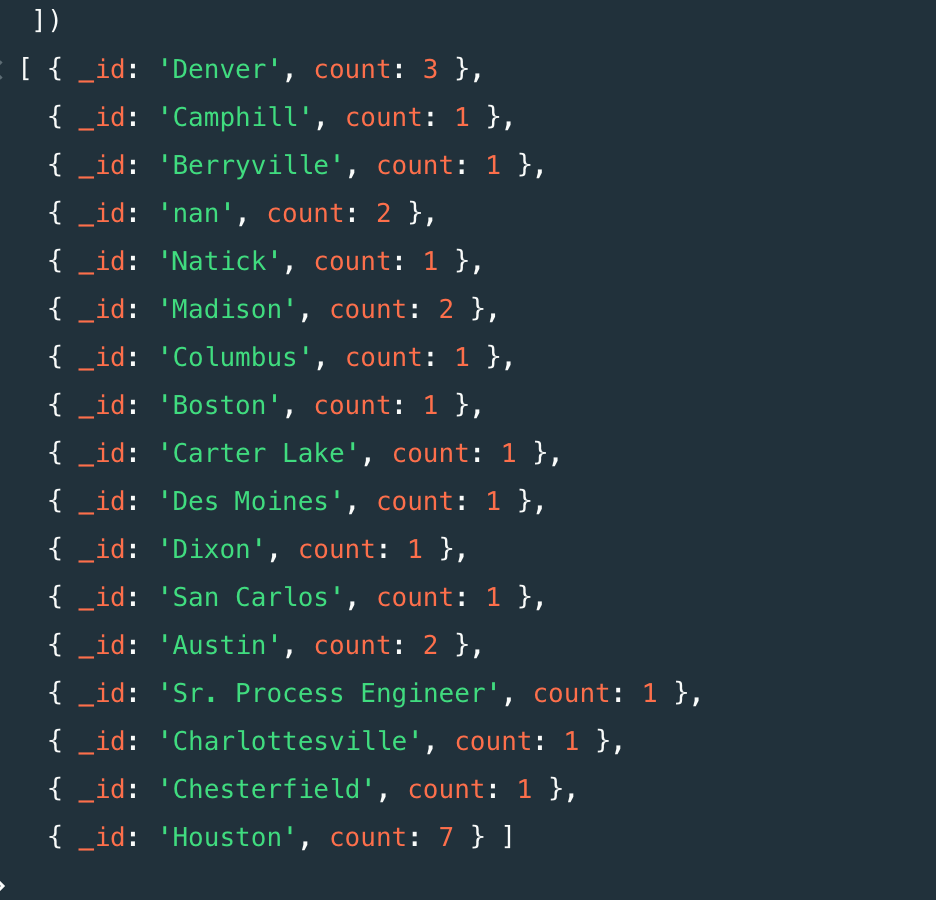 ])
[ { _id: 'Denver', count: 3 },
{ _id: 'Camphill', count: 1 },
{ _id: 'Berryville', count: 1 },
{ _id: 'nan', count: 2 },
{ _id: 'Natick', count: 1 },
{ _id: 'Madison', count: 2 },
{ _id: 'Columbus', count: 1 },
{ _id: 'Boston', count: 1 },
{ _id: 'Carter Lake', count: 1 },
{ _id: 'Des Moines', count: 1 },
{ _id: 'Dixon', count: 1 },
{ _id: 'San Carlos', count: 1 },
{ _id: 'Austin', count: 2 },
{ _id: 'Sr. Process Engineer', count: 1 },
{ _id: 'Charlottesville', count: 1 },
{ _id: 'Chesterfield', count: 1 },
{ _id: 'Houston', count: 7 } ]